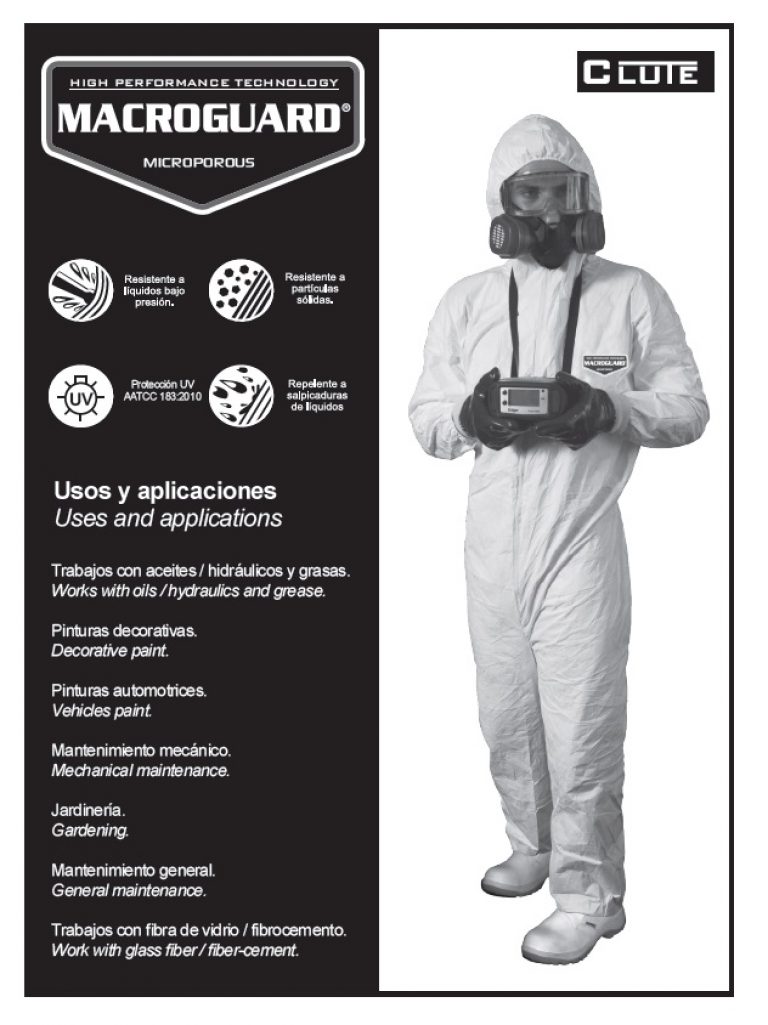 HIGH PERFORMANCE TECHNOLOGY
MACROGUARD®
MICROPOROUS
CLUTE
Resistente a
líquidos bajo
presión.
Resistente a
partículas
sólidas.
UV
Protección UV
AATCC 183:2010
Repelente a
salpicaduras
de líquidos
MACROGUARD
Usos y aplicaciones
Uses and applications
Trabajos con aceites / hidráulicos y grasas.
Works with oils / hydraulics and grease.
Pinturas decorativas.
Decorative paint.
Pinturas automotrices.
Vehicles paint.
Mantenimiento mecánico.
Mechanical maintenance.
Jardinería.
Gardening.
Mantenimiento general.
General maintenance.
Trabajos con fibra de vidrio / fibrocemento.
Work with glass fiber / fiber-cement.